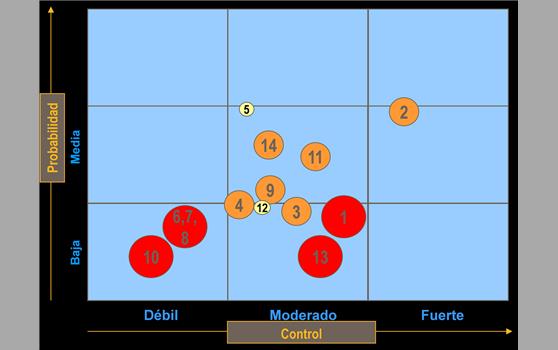 Probabilidad
Media
Baja
5
2
14
11
9
4
12
3
1
6,7,
8
10
13
Débil
Moderado
Fuerte
Control